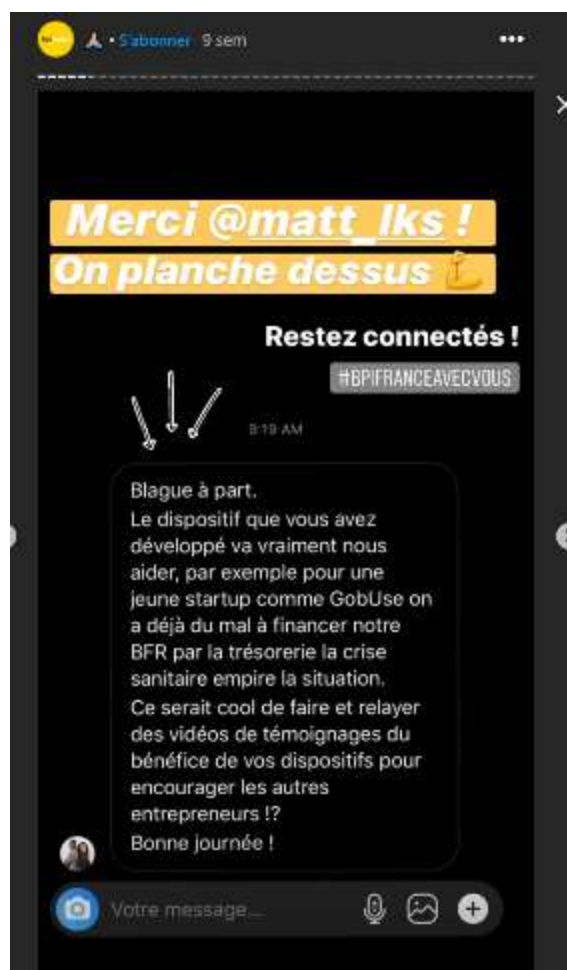 • S'abonner 9 sem
Merci @matt_lks !
On planche dessus
Restez connectés !
#BPIFRANCEAVECVOUS
8:19 AM
Blague à part.
Le dispositif que vous avez
développé va vraiment nous
aider, par exemple pour une
jeune startup comme GobUse on
a déjà du mal à financer notre
BFR par la trésorerie la crise
sanitaire empire la situation.
Ce serait cool de faire et relayer
des vidéos de témoignages du
bénéfice de vos dispositifs pour
encourager les autres
entrepreneurs !?
Bonne journée !
Votre message...